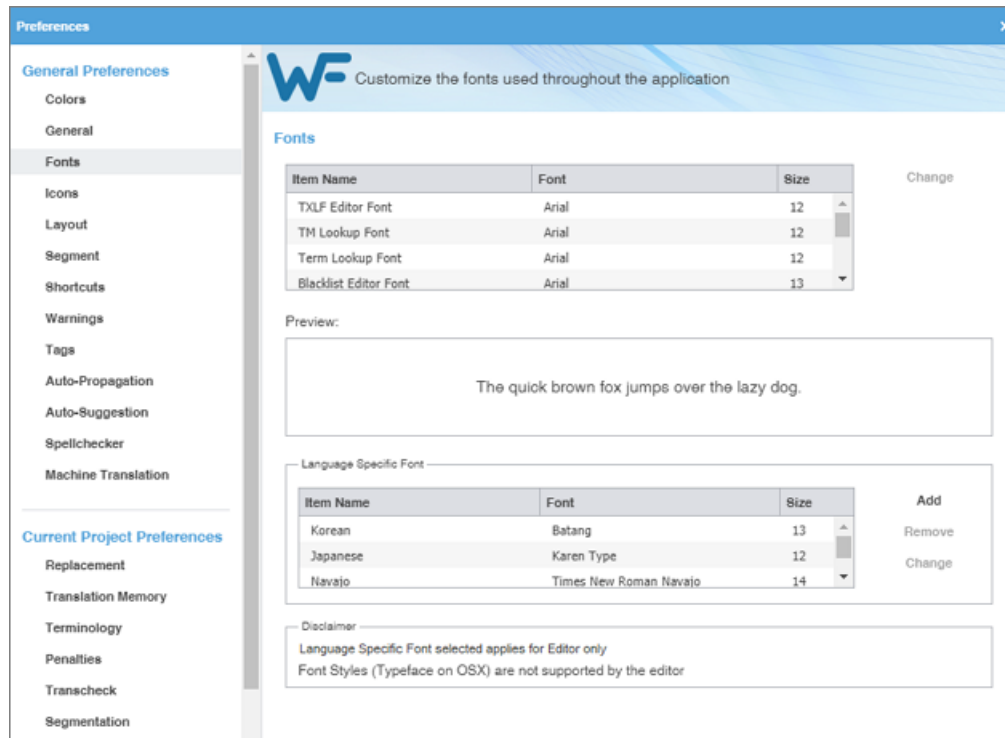 Preferences
General Preferences
Colors
General
Fonts
Icons
Layout
Segment
Shortcuts
Warnings
Tags
Auto-Propagation
Auto-Suggestion
Spellchecker
Machine Translation
Current Project Preferences
Replacement
Translation Memory
Terminology
Penalties
Transcheck
Segmentation
WF Customize the fonts used throughout the application
Fonts
Item Name Font Size
TXLF Editor Font Arial 12
TM Lookup Font Arial 12
Term Lookup Font Arial 12
Blacklist Editor Font Arial 13
Change
Preview:
The quick brown fox jumps over the lazy dog.
Language Specific Font
Item Name Font Size
Korean Batang 13
Japanese Karen Type 12
Navajo Times New Roman Navajo 14
Add
Remove
Change
Disclaimer
Language Specific Font selected applies for Editor only
Font Styles (Typeface on OSX) are not supported by the editor